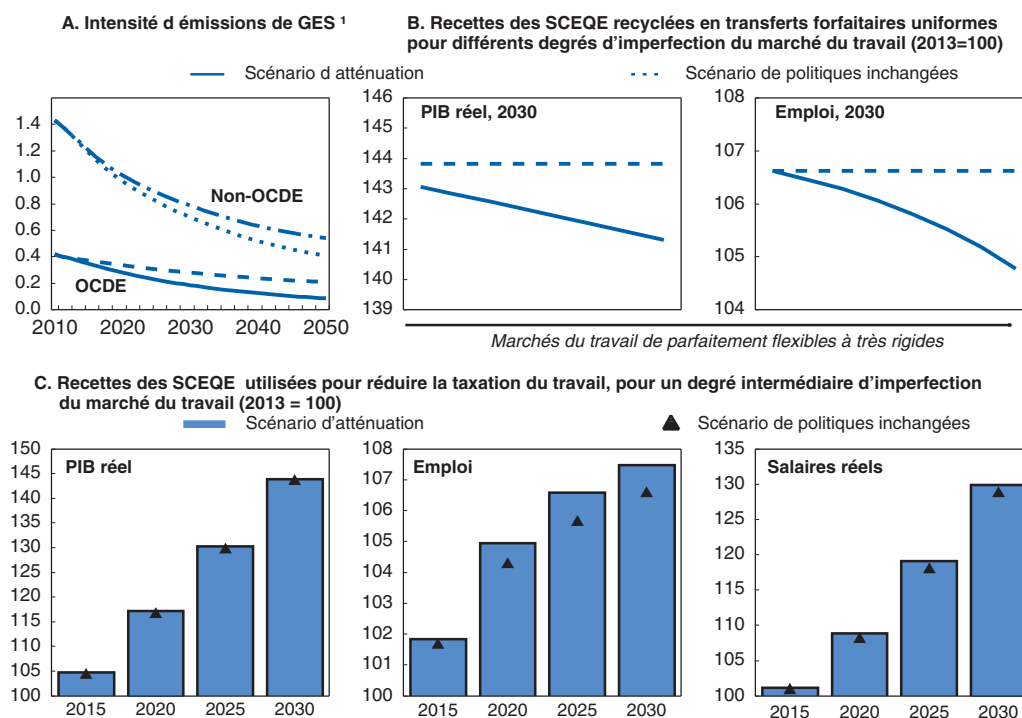 A. Intensité d émissions de GES ¹
B. Recettes des SCEQE recyclées en transferts forfaitaires uniformes
pour différents degrés d'imperfection du marché du travail (2013=100)
Scénario d atténuation
Scénario de politiques inchangées
1.4
1.2
1.0
0.8
0.6
0.4
0.2
0.0
Non-OCDE
OCDE
2010 2020 2030 2040 2050
146
145
144
143
142
141
140
139
PIB réel, 2030
108
107
106
105
104
Emploi, 2030
Marchés du travail de parfaitement flexibles à très rigides
C. Recettes des SCEQE utilisées pour réduire la taxation du travail, pour un degré intermédiaire d'imperfection
du marché du travail (2013 = 100)
Scénario d'atténuation
Scénario de politiques inchangées
150
145
140
135
130
125
120
115
110
105
100
PIB réel
2015 2020 2025 2030
108
107
106
105
104
103
102
101
100
Emploi
2015 2020 2025 2030
135
130
125
120
115
110
105
100
Salaires réels
2015 2020 2025 2030